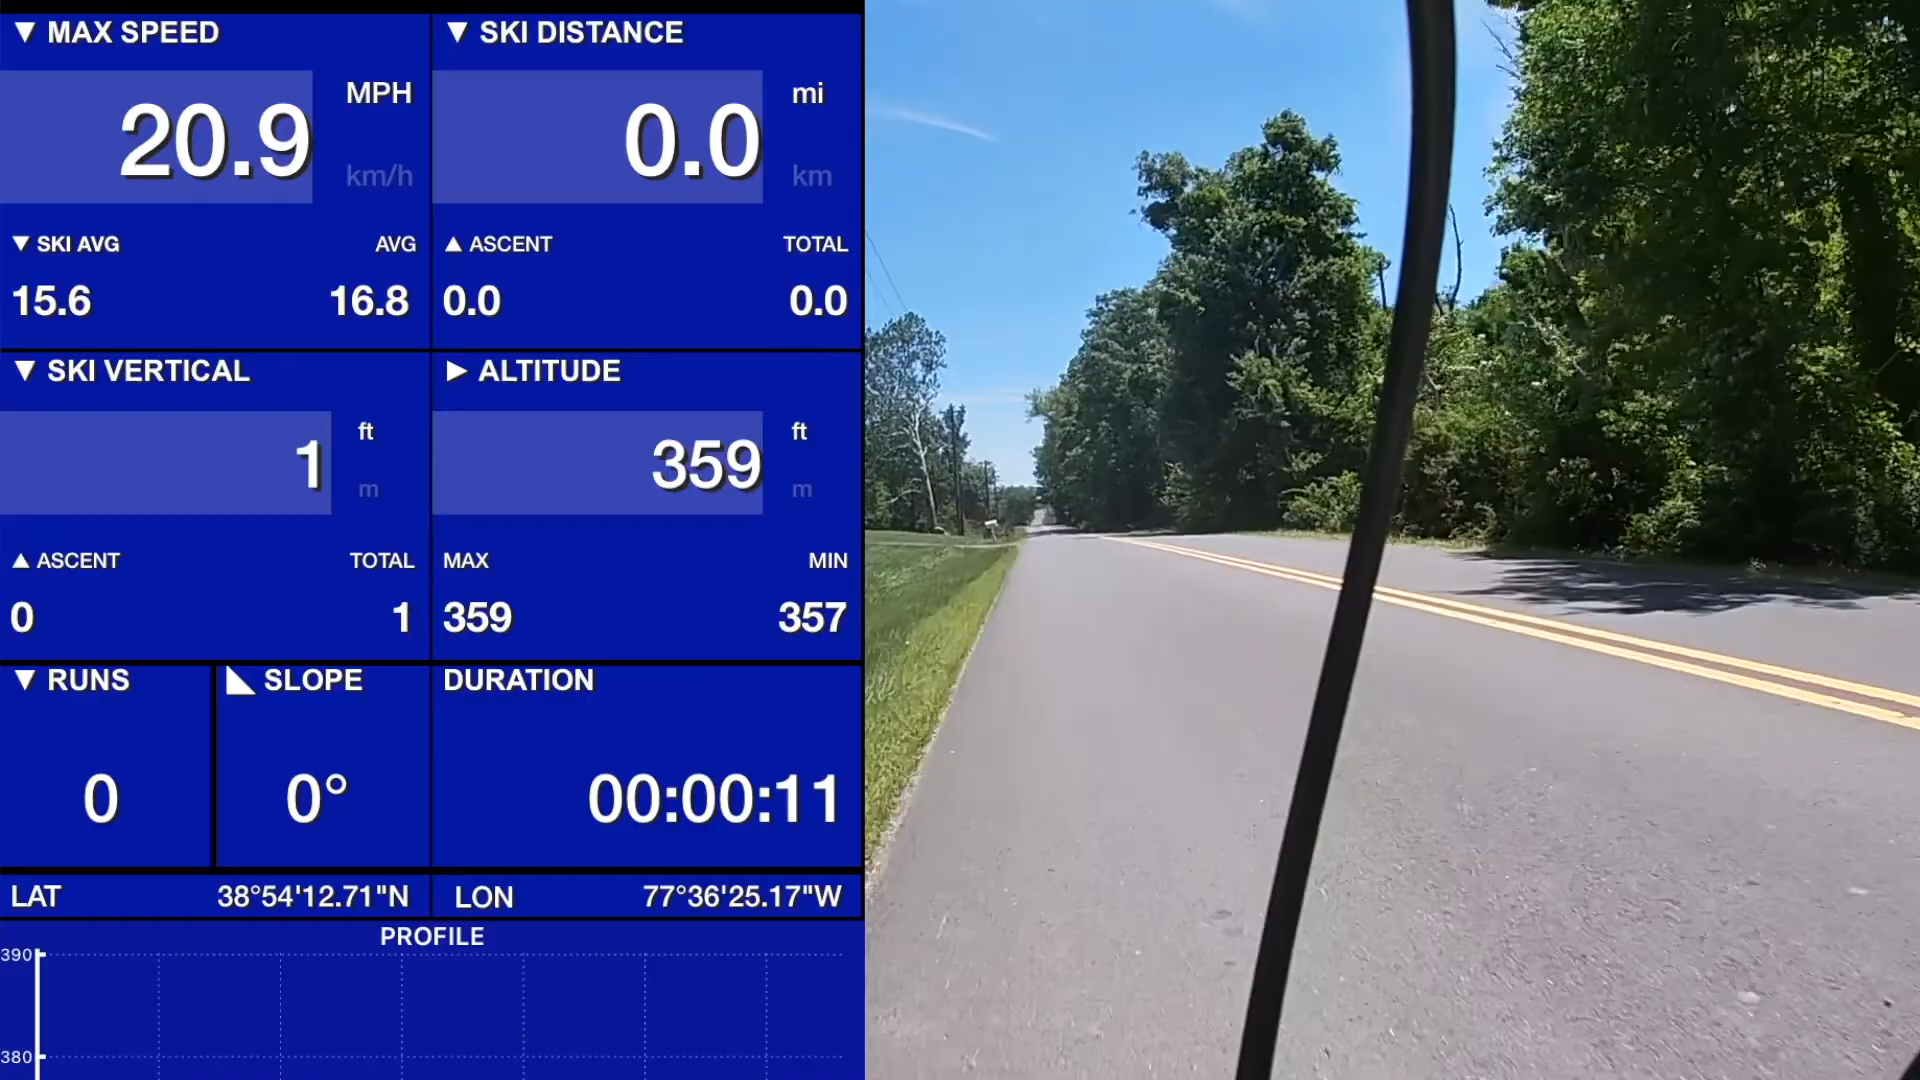 ▼ MAX SPEED
20.9 MPH
km/h
▼ SKI AVG AVG
15.6 16.8
▼ SKI DISTANCE
0.0 mi
km
▲ ASCENT TOTAL
0.0 0.0
▼ SKI VERTICAL
1 ft
m
▲ ASCENT TOTAL
0 1
► ALTITUDE
359 ft
m
MAX MIN
359 357
▼ RUNS
0
◣ SLOPE
0°
DURATION
00:00:11
LAT 38°54'12.71"N
LON 77°36'25.17"W
PROFILE
390
380